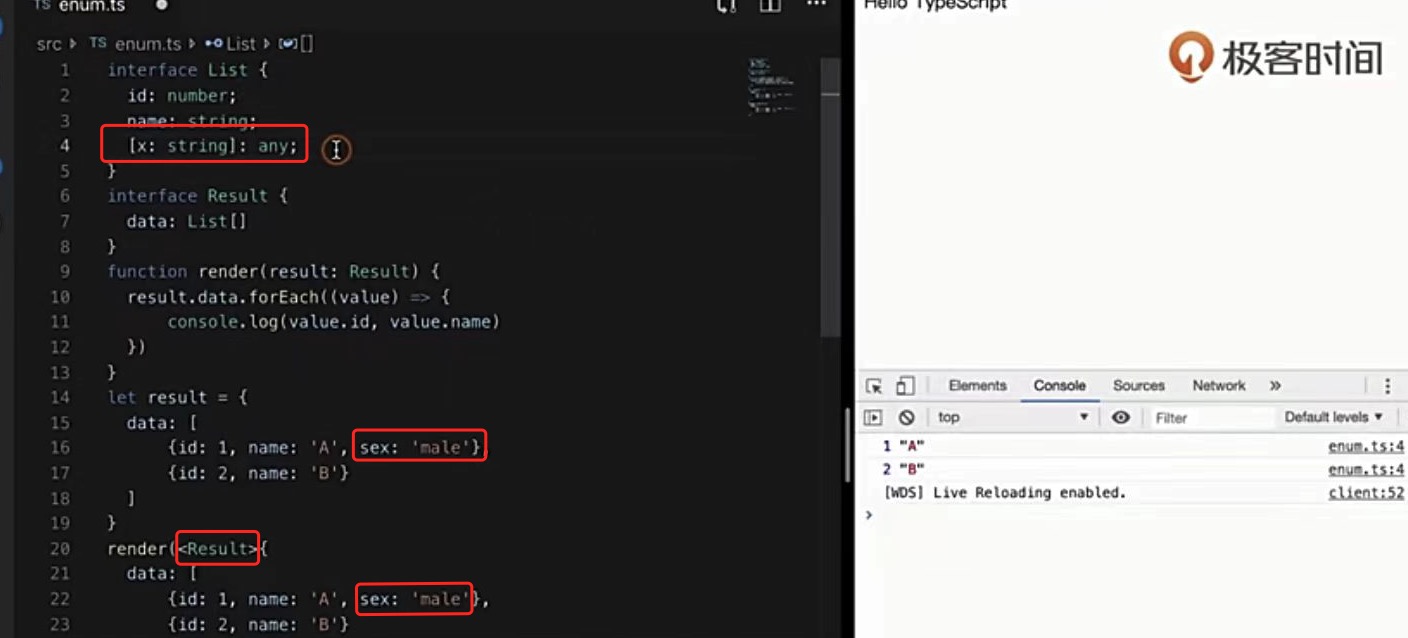 TS enum.ts
src TS enum.ts List []
1 interface List {
2 id: number;
3 name: string;
4 [x: string]: any;
5 }
6 interface Result {
7 data: List[]
8 }
9 function render(result: Result) {
10 result.data.forEach((value) => {
11 console.log(value.id, value.name)
12 })
13 }
14 let result = {
15 data: [
16 {id: 1, name: 'A', sex: 'male'},
17 {id: 2, name: 'B'}
18 ]
19 }
20 render(<Result>{
21 data: [
22 {id: 1, name: 'A', sex: 'male'},
23 {id: 2, name: 'B'}
Hello TypeScript
极客时间
Elements Console Sources Network »
top Filter Default levels
1 "A" enum.ts:4
2 "B" enum.ts:4
[WDS] Live Reloading enabled. client:52